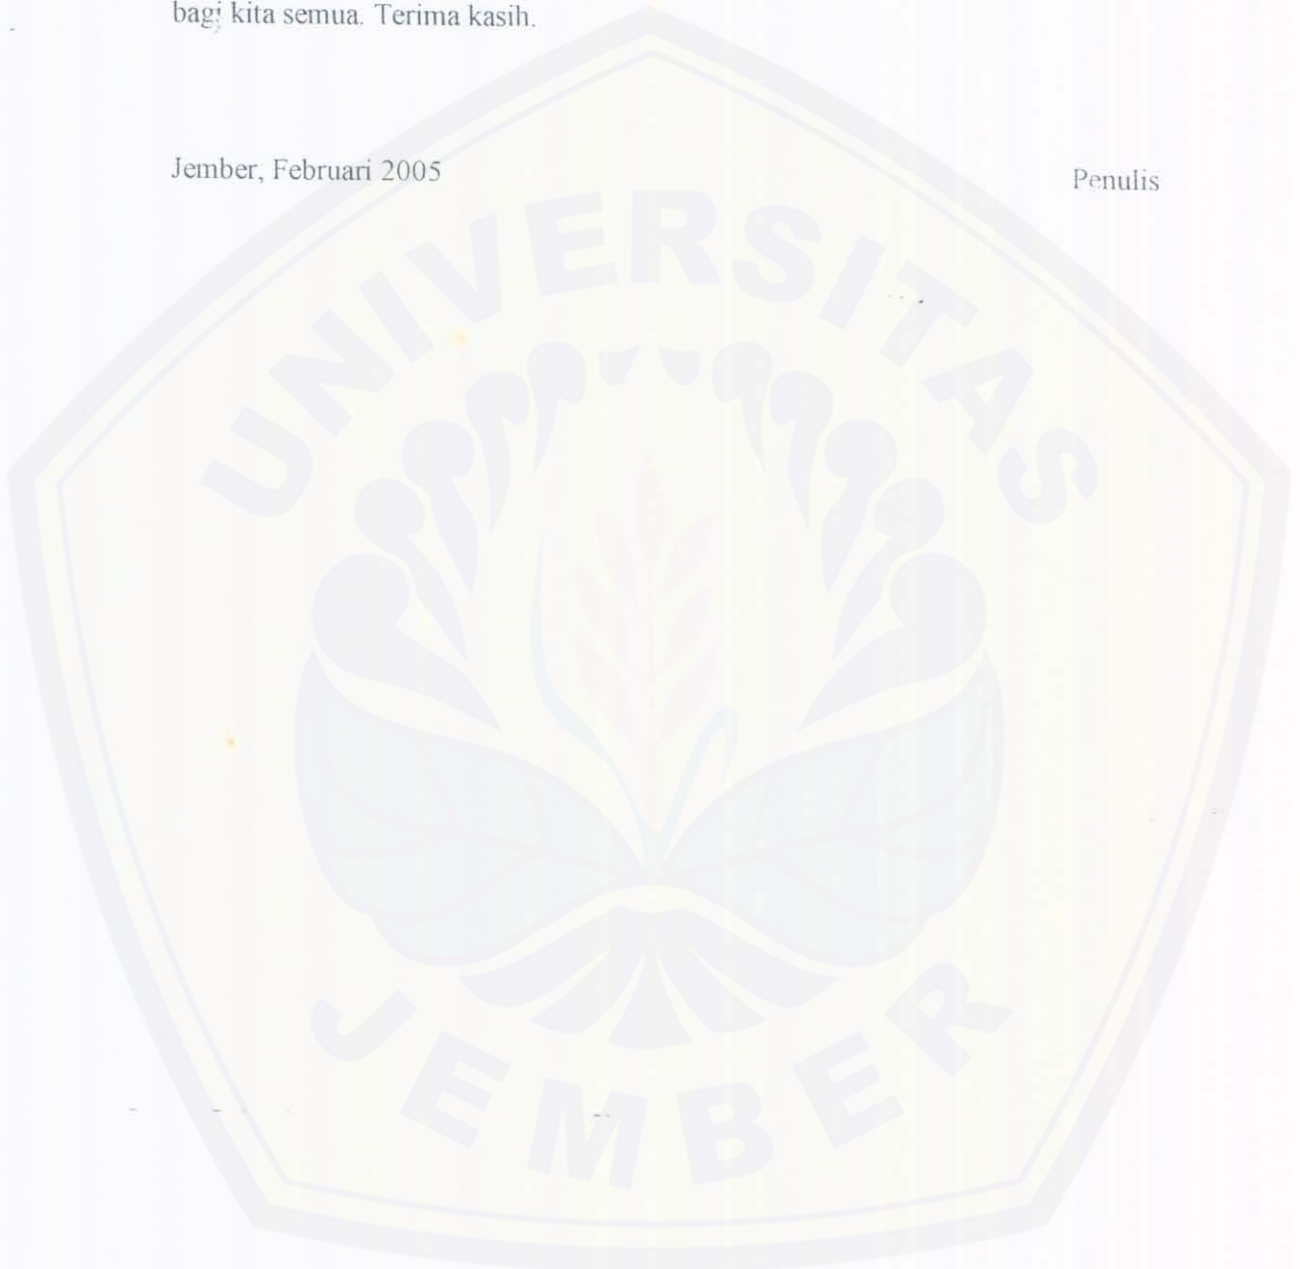 bagi kita semua. Terima kasih.
Jember, Februari 2005
Penulis
UNIVERSITAS
JEMBER